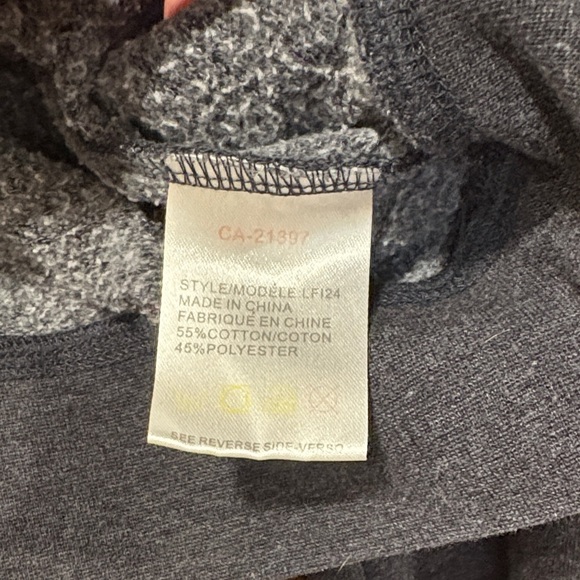 CA-21897
STYLE/MODÈLE:LFI24
MADE IN CHINA
FABRIQUÉ EN CHINE
55%COTTON/COTON
45%POLYESTER
SEE REVERSE SIDE-VERSO